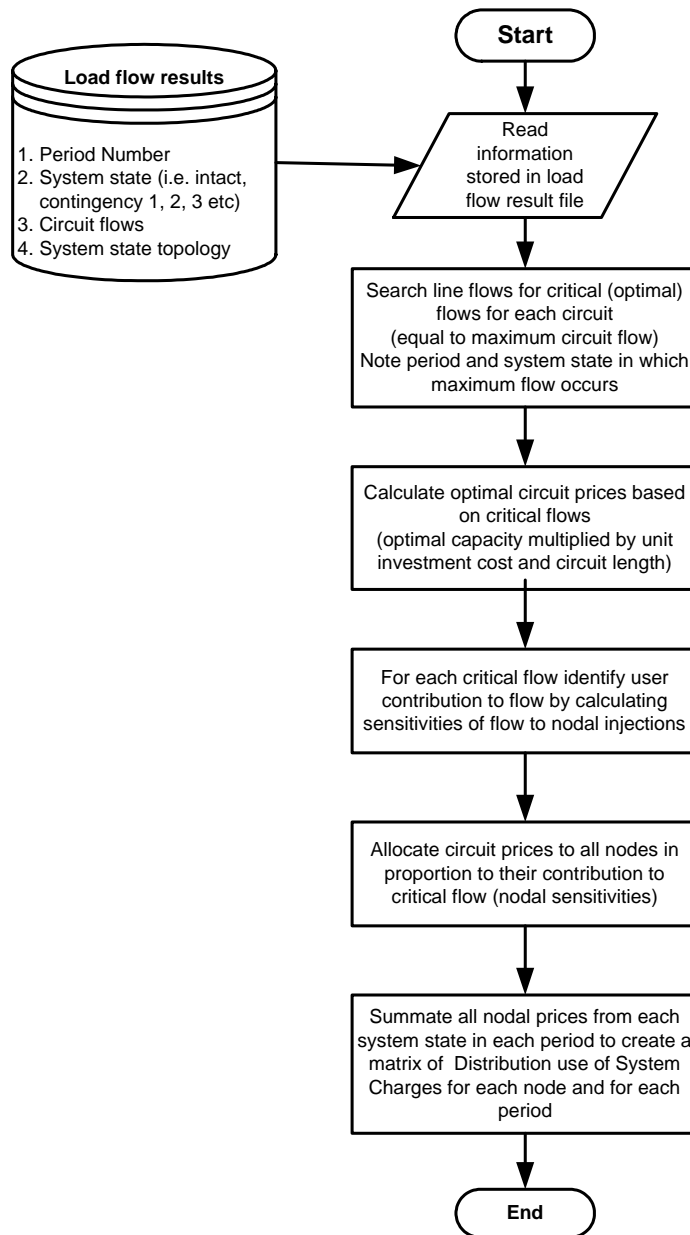 Start
Load flow results
1. Period Number
2. System state (i.e. intact,
contingency 1, 2, 3 etc)
3. Circuit flows
4. System state topology
Read
information
stored in load
flow result file
Search line flows for critical (optimal)
flows for each circuit
(equal to maximum circuit flow)
Note period and system state in which
maximum flow occurs
Calculate optimal circuit prices based
on critical flows
(optimal capacity multiplied by unit
investment cost and circuit length)
For each critical flow identify user
contribution to flow by calculating
sensitivities of flow to nodal injections
Allocate circuit prices to all nodes in
proportion to their contribution to
critical flow (nodal sensitivities)
Summate all nodal prices from each
system state in each period to create a
matrix of Distribution use of System
Charges for each node and for each
period
End